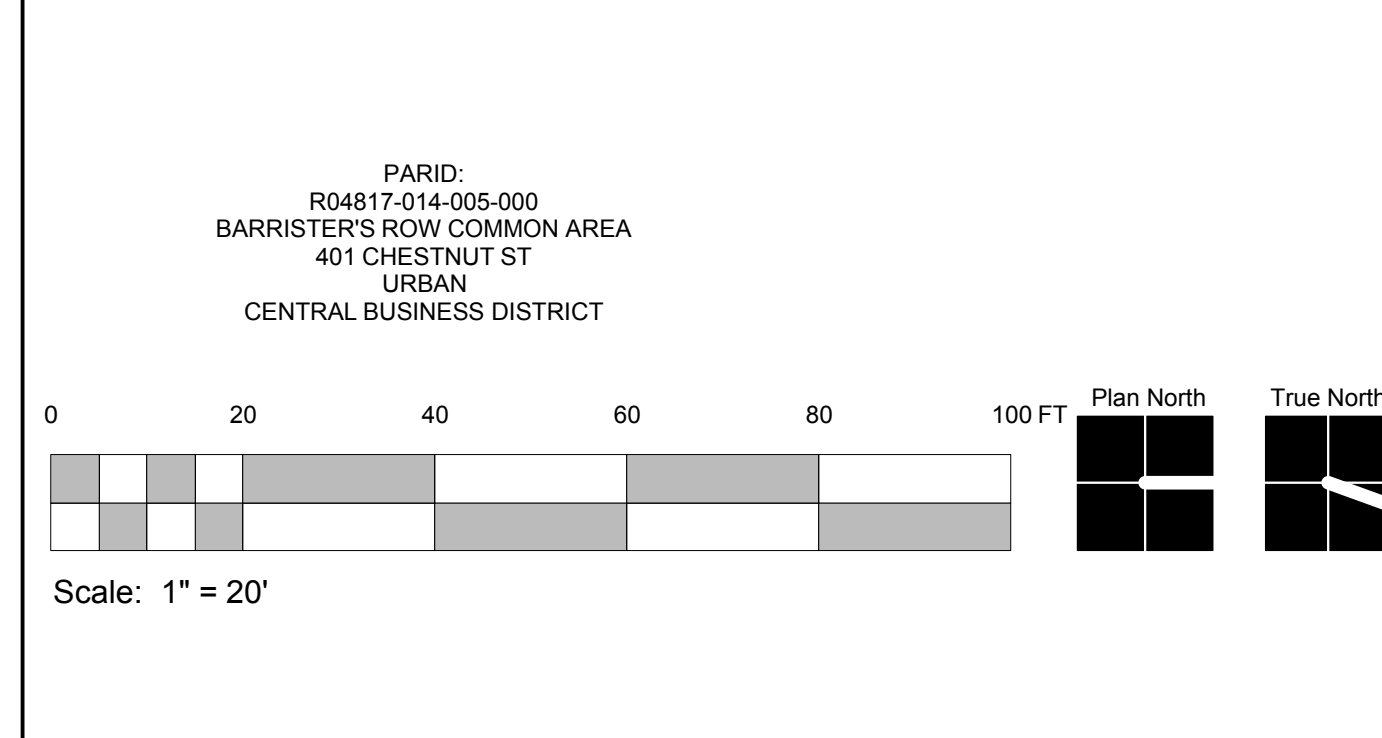 PARID:
R04817-014-005-000
BARRISTER'S ROW COMMON AREA
401 CHESTNUT ST
URBAN
CENTRAL BUSINESS DISTRICT
0 20 40 60 80 100 FT
Plan North True North
Scale: 1" = 20'